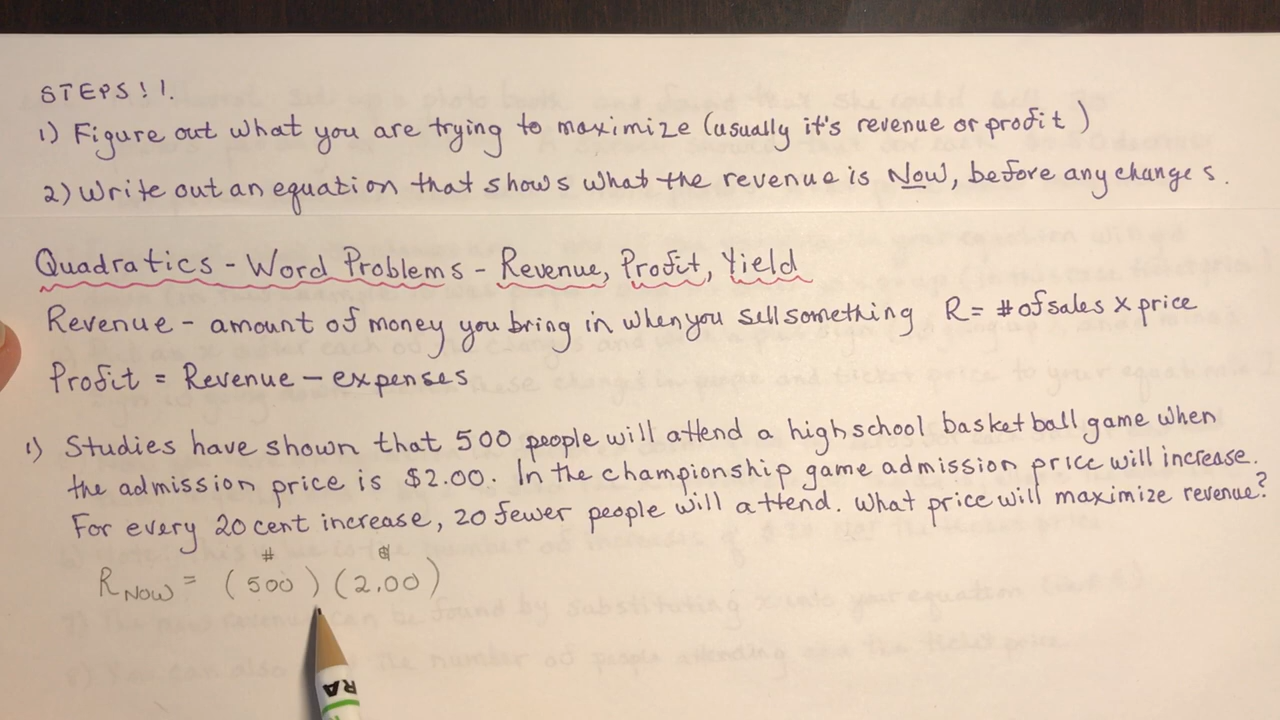 STEPS!!
1) Figure out what you are trying to maximize (usually it's revenue or profit)
2) Write out an equation that shows what the revenue is Now, before any changes.
Quadratics - Word Problems - Revenue, Profit, Yield
Revenue - amount of money you bring in when you sell something R = # of sales x price
Profit = Revenue - expenses
1) Studies have shown that 500 people will attend a high school basketball game when
the admission price is $2.00. In the championship game admission price will increase.
For every 20 cent increase, 20 fewer people will attend. What price will maximize revenue?
# $
R NOW = (500)(2.00)
RA